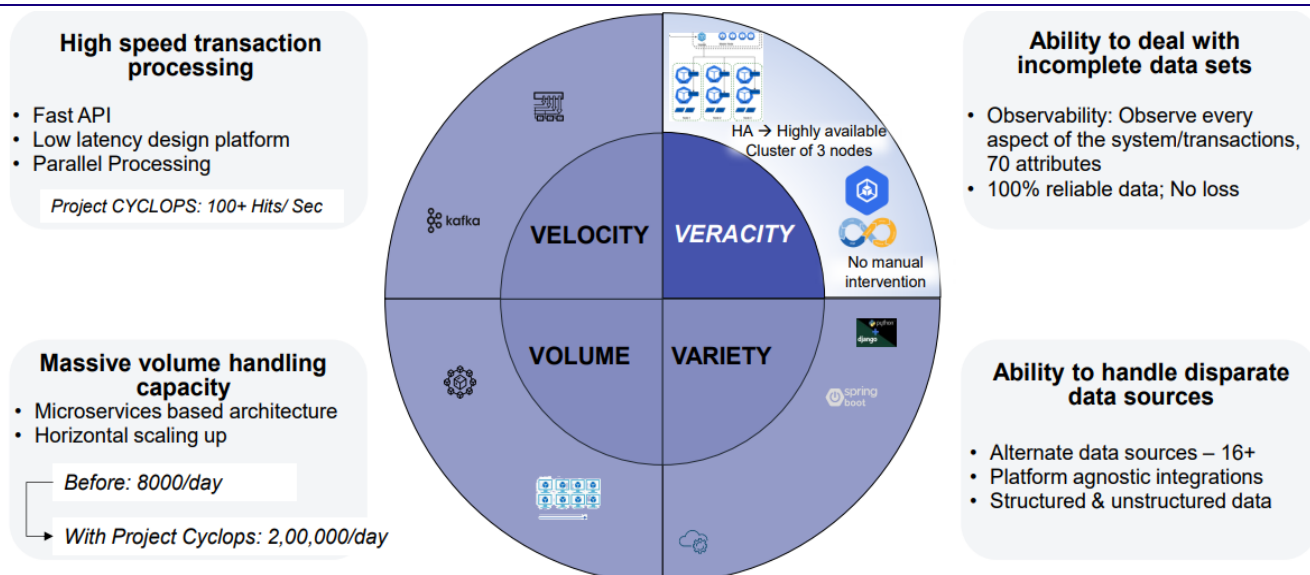 High speed transaction
processing
• Fast API
• Low latency design platform
• Parallel Processing
Project CYCLOPS: 100+ Hits/ Sec
Massive volume handling
capacity
• Microservices based architecture
• Horizontal scaling up
Before: 8000/day
With Project Cyclops: 2,00,000/day
kafka
VELOCITY
VERACITY
HA → Highly available
Cluster of 3 nodes
No manual
intervention
VOLUME
VARIETY
python
+
django
spring
boot
Ability to deal with
incomplete data sets
• Observability: Observe every
aspect of the system/transactions,
70 attributes
• 100% reliable data; No loss
Ability to handle disparate
data sources
• Alternate data sources – 16+
• Platform agnostic integrations
• Structured & unstructured data